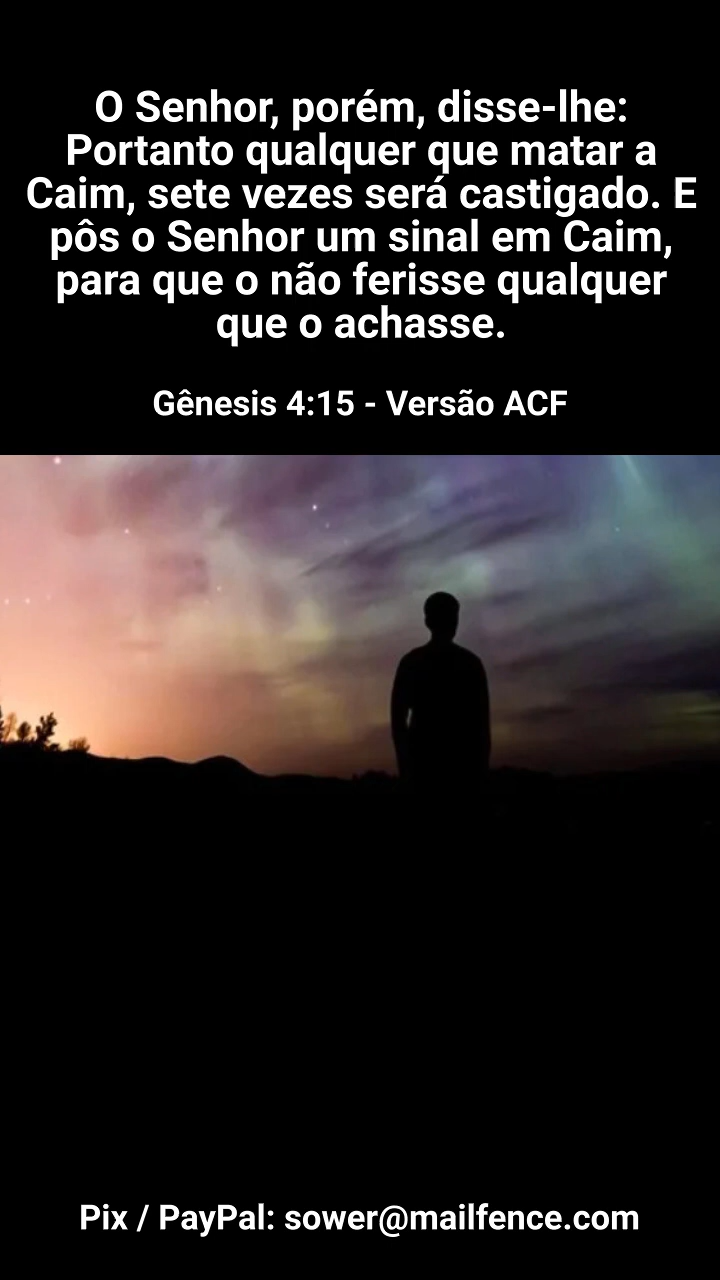 O Senhor, porém, disse-lhe:
Portanto qualquer que matar a
Caim, sete vezes será castigado. E
pôs o Senhor um sinal em Caim,
para que o não ferisse qualquer
que o achasse.
Gênesis 4:15 - Versão ACF
Pix / PayPal: sower@mailfence.com